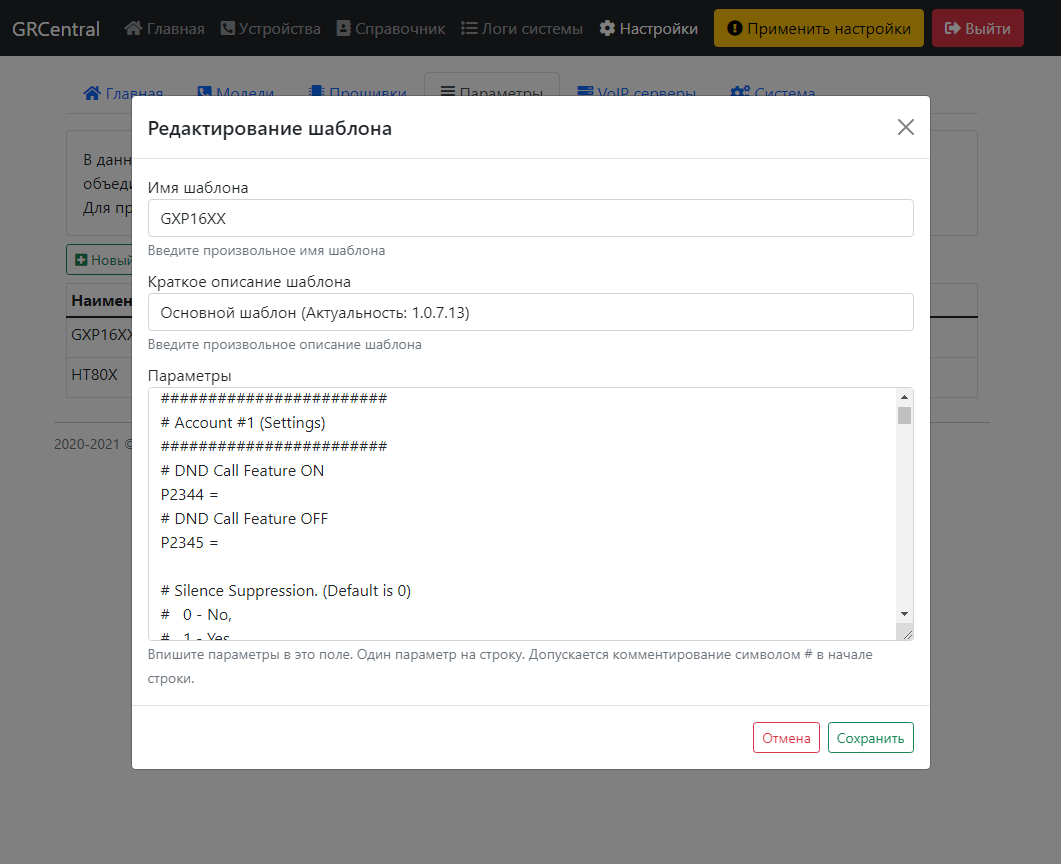 GRCentral Главная Устройства Справочник Логи системы Настройки Применить настройки Выйти
Главная Модели Прошивки Параметры VoIP серверы Система
Редактирование шаблона
В данн
объеди
Для пр
Имя шаблона
GXP16XX
Введите произвольное имя шаблона
Новый
Краткое описание шаблона
Наимен
Основной шаблон (Актуальность: 1.0.7.13)
GXP16XX
Введите произвольное описание шаблона
HT80X
Параметры
########################
# Account #1 (Settings)
########################
2020-2021 ©
# DND Call Feature ON
P2344 =
# DND Call Feature OFF
P2345 =
# Silence Suppression. (Default is 0)
# 0 - No,
# 1 - Yes
Впишите параметры в это поле. Один параметр на строку. Допускается комментирование символом # в начале
строки.
Отмена Сохранить